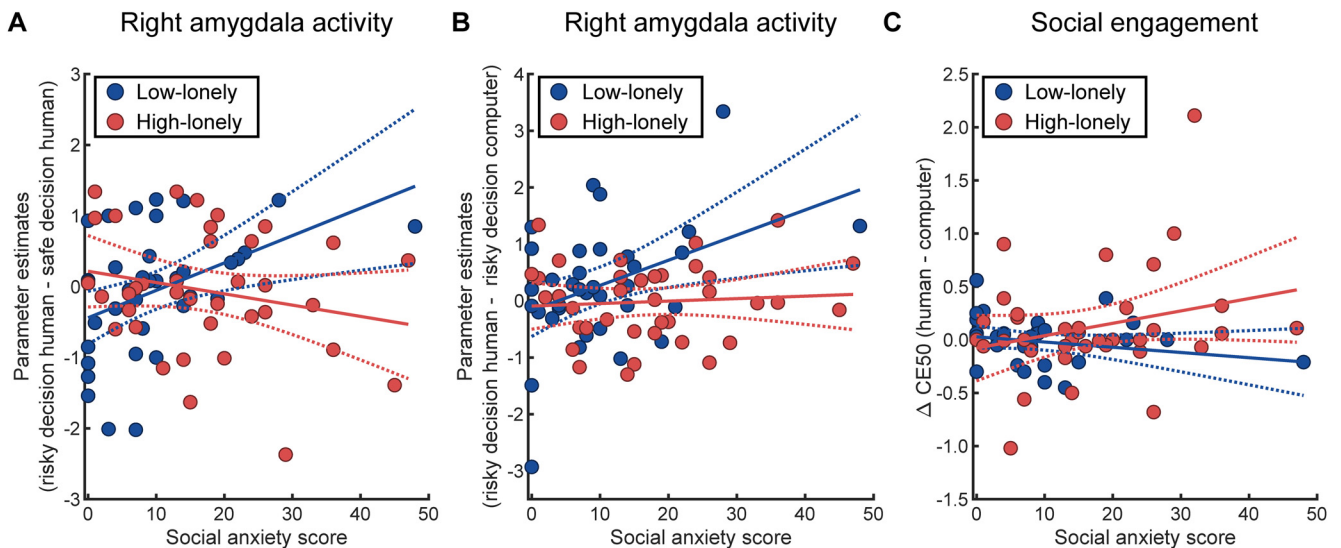 A
Right amygdala activity
Low-lonely
High-lonely
Parameter estimates
(risky decision human - safe decision human)
3
2
1
0
-1
-2
-3
0
10
20
30
40
50
Social anxiety score
B
Right amygdala activity
Low-lonely
High-lonely
Parameter estimates
(risky decision human - risky decision computer)
4
3
2
1
0
-1
-2
-3
0
10
20
30
40
50
Social anxiety score
C
Social engagement
Low-lonely
High-lonely
Δ CE50 (human - computer)
2.5
2.0
1.5
1.0
0.5
0.0
-0.5
-1.0
-1.5
0
10
20
30
40
50
Social anxiety score